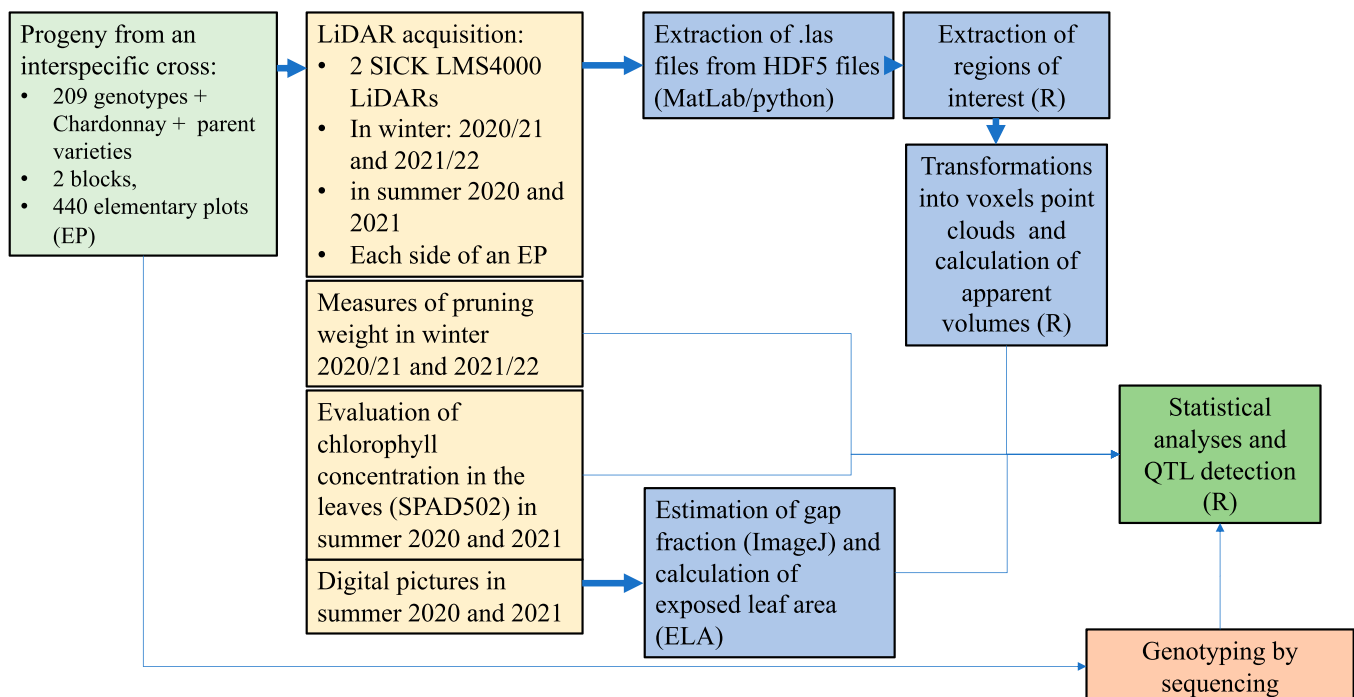 Progeny from an
interspecific cross:
• 209 genotypes +
Chardonnay + parent
varieties
• 2 blocks,
• 440 elementary plots
(EP)
LiDAR acquisition:
• 2 SICK LMS4000
LiDARs
• In winter: 2020/21
and 2021/22
• in summer 2020 and
2021
• Each side of an EP
Measures of pruning
weight in winter
2020/21 and 2021/22
Evaluation of
chlorophyll
concentration in the
leaves (SPAD502) in
summer 2020 and 2021
Digital pictures in
summer 2020 and 2021
Extraction of .las
files from HDF5 files
(MatLab/python)
Extraction of
regions of
interest (R)
Transformations
into voxels point
clouds and
calculation of
apparent
volumes (R)
Estimation of gap
fraction (ImageJ) and
calculation of
exposed leaf area
(ELA)
Statistical
analyses and
QTL detection
(R)
Genotyping by
sequencing